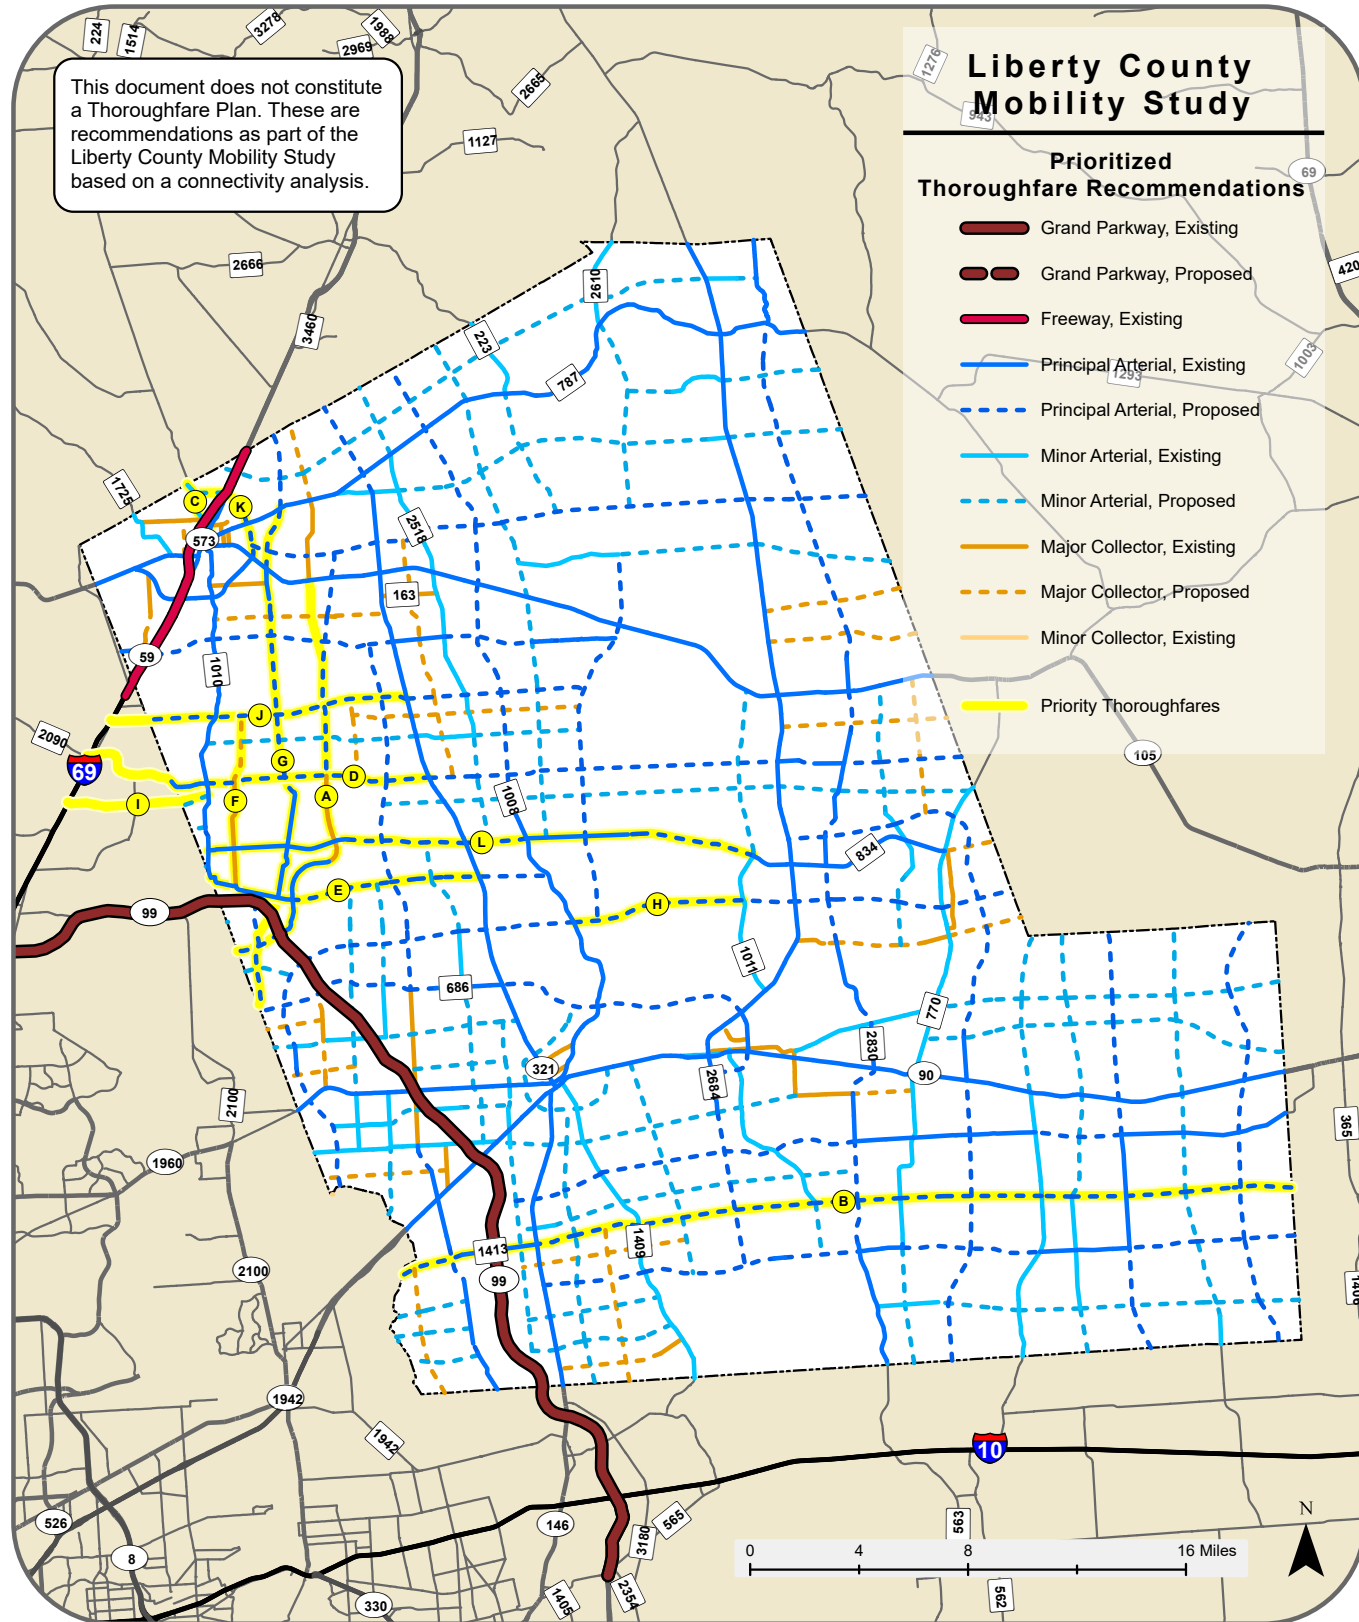 224
1514
3278
1988
2969
2665
1127
1276
943
69
420
This document does not constitute
a Thoroughfare Plan. These are
recommendations as part of the
Liberty County Mobility Study
based on a connectivity analysis.
Liberty County
Mobility Study
Prioritized
Thoroughfare Recommendations
Grand Parkway, Existing
Grand Parkway, Proposed
Freeway, Existing
Principal Arterial, Existing
Principal Arterial, Proposed
Minor Arterial, Existing
Minor Arterial, Proposed
Major Collector, Existing
Major Collector, Proposed
Minor Collector, Existing
Priority Thoroughfares
1003
1293
105
2666
3460
2610
223
787
1725
C
K
573
2518
163
59
1010
J
2090
69
G
D
I
F
A
1008
L
834
E
H
99
1011
686
770
2830
321
90
2684
2100
365
1960
B
1413
1409
99
2100
1942
1942
10
526
8
146
3180
565
563
330
1405
2354
562
N
0
4
8
16 Miles